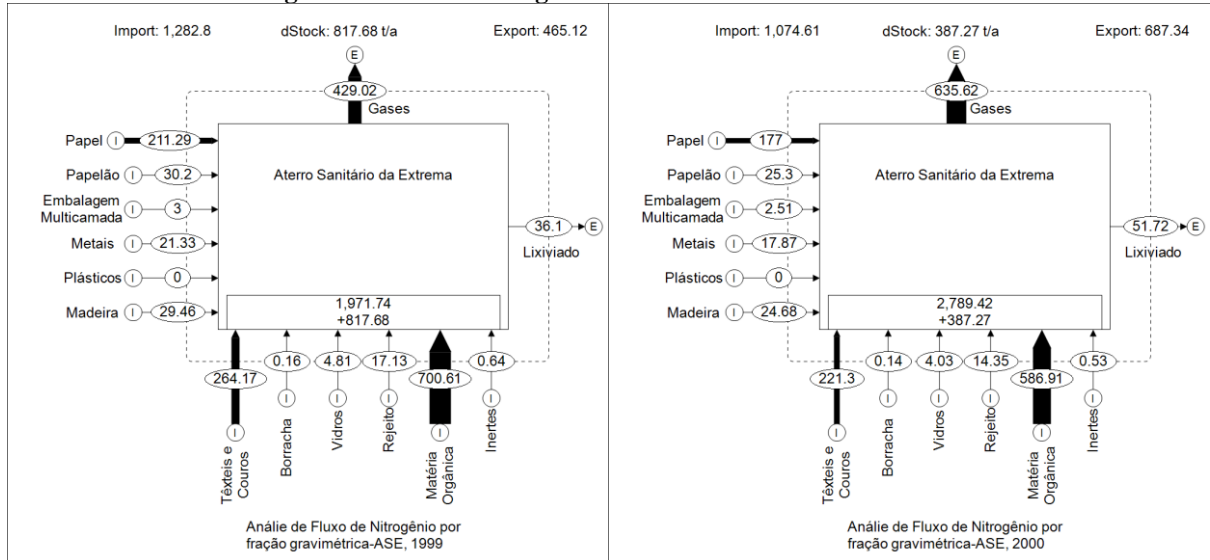 Import: 1,282.8
dStock: 817.68 t/a
Export: 465.12
E
429.02
Gases
Papel
I
211.29
Papelão
I
30.2
Aterro Sanitário da Extrema
Embalagem
Multicamada
I
3
Metais
I
21.33
36.1
E
Lixiviado
Plásticos
I
0
Madeira
I
29.46
1,971.74
+817.68
264.17
0.16
4.81
17.13
700.61
0.64
I
I
I
I
I
I
Têxteis e
Couros
Borracha
Vidros
Rejeito
Matéria
Orgânica
Inertes
Análie de Fluxo de Nitrogênio por
fração gravimétrica-ASE, 1999
Import: 1,074.61
dStock: 387.27 t/a
Export: 687.34
E
635.62
Gases
Papel
I
177
Papelão
I
25.3
Aterro Sanitário da Extrema
Embalagem
Multicamada
I
2.51
Metais
I
17.87
51.72
E
Lixiviado
Plásticos
I
0
Madeira
I
24.68
2,789.42
+387.27
221.3
0.14
4.03
14.35
586.91
0.53
I
I
I
I
I
I
Têxteis e
Couros
Borracha
Vidros
Rejeito
Matéria
Orgânica
Inertes
Análie de Fluxo de Nitrogênio por
fração gravimétrica-ASE, 2000